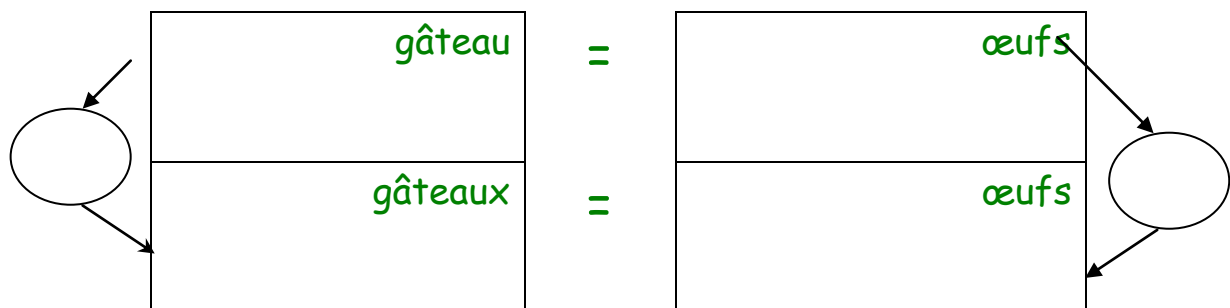 gâteau = œufs
gâteaux = œufs